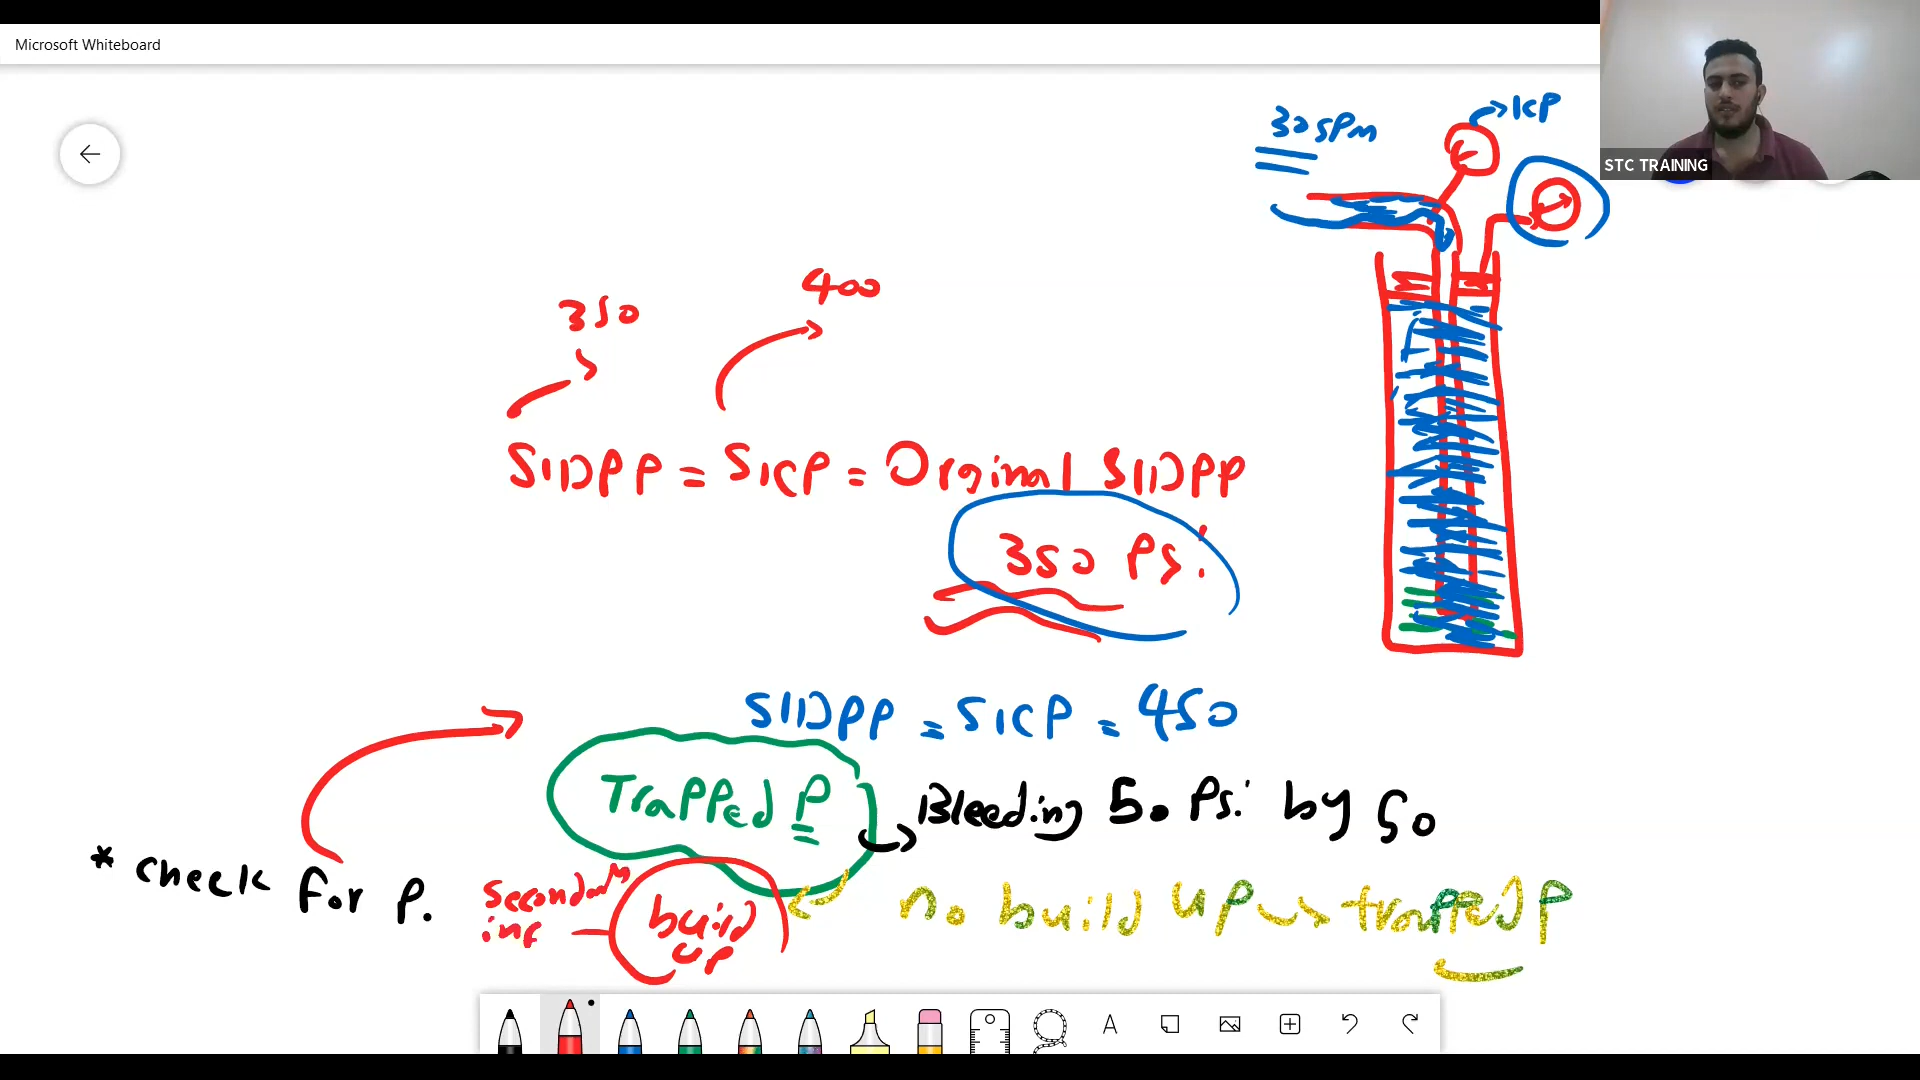 Microsoft Whiteboard
STC TRAINING
30 SPM
KP
350
400
SIDPP = SICP = Orginal SIDPP
350 Psi
SIDPP = SICP = 450
Trapped P
Bleeding 50 Psi by 50
* check for P.
secondary
inf
build
up
no build up → trapped P
A